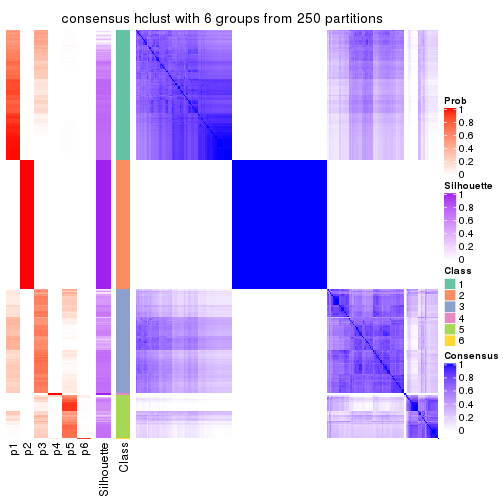 consensus hclust with 6 groups from 250 partitions
Prob
1
0.8
0.6
0.4
0.2
0
Silhouette
1
0.8
0.6
0.4
0.2
0
Class
1
2
3
4
5
6
Consensus
1
0.8
0.6
0.4
0.2
0
p1
p2
p3
p4
p5
p6
Silhouette
Class